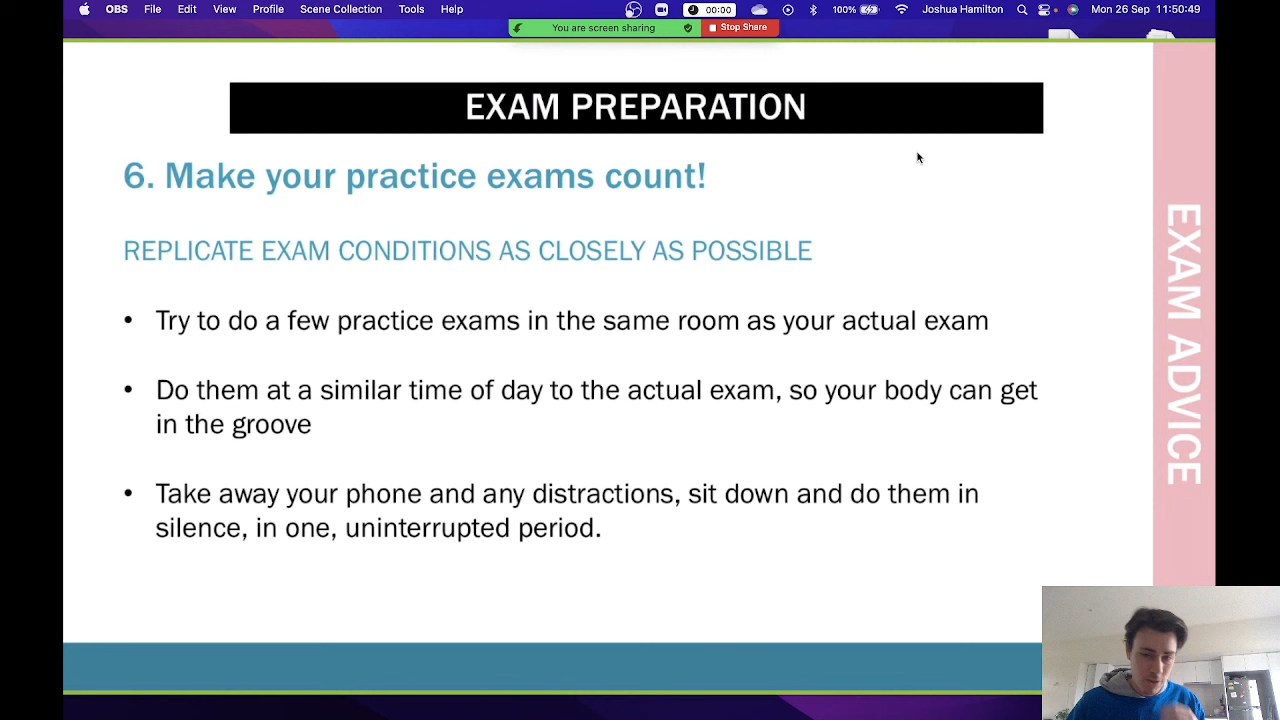 OBS File Edit View Profile Scene Collection Tools Help 00:00 100% Joshua Hamilton Mon 26 Sep 11:50:49
You are screen sharing Stop Share
EXAM PREPARATION
6. Make your practice exams count!
REPLICATE EXAM CONDITIONS AS CLOSELY AS POSSIBLE
• Try to do a few practice exams in the same room as your actual exam
• Do them at a similar time of day to the actual exam, so your body can get
in the groove
• Take away your phone and any distractions, sit down and do them in
silence, in one, uninterrupted period.
EXAM ADVICE